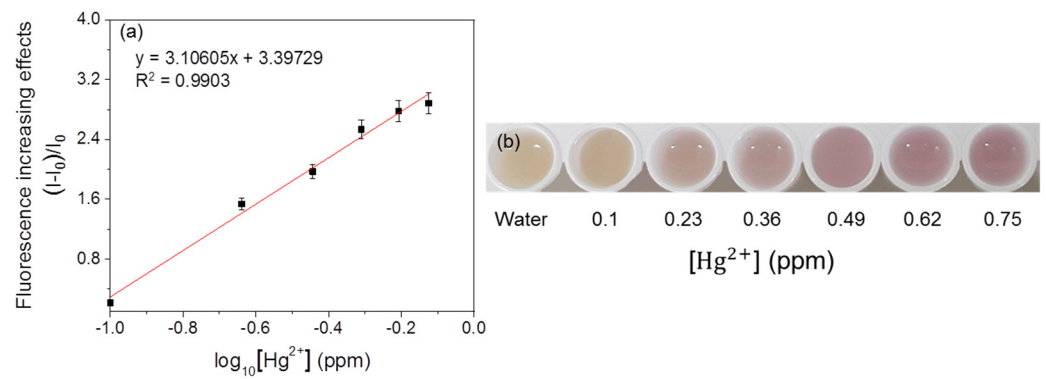 (a)
y = 3.10605x + 3.39729
R² = 0.9903
Fluorescence increasing effects
(I-I₀)/I₀
4.0
3.2
2.4
1.6
0.8
-1.0 -0.8 -0.6 -0.4 -0.2 0.0
log₁₀[Hg²⁺] (ppm)
(b)
Water 0.1 0.23 0.36 0.49 0.62 0.75
[Hg²⁺] (ppm)